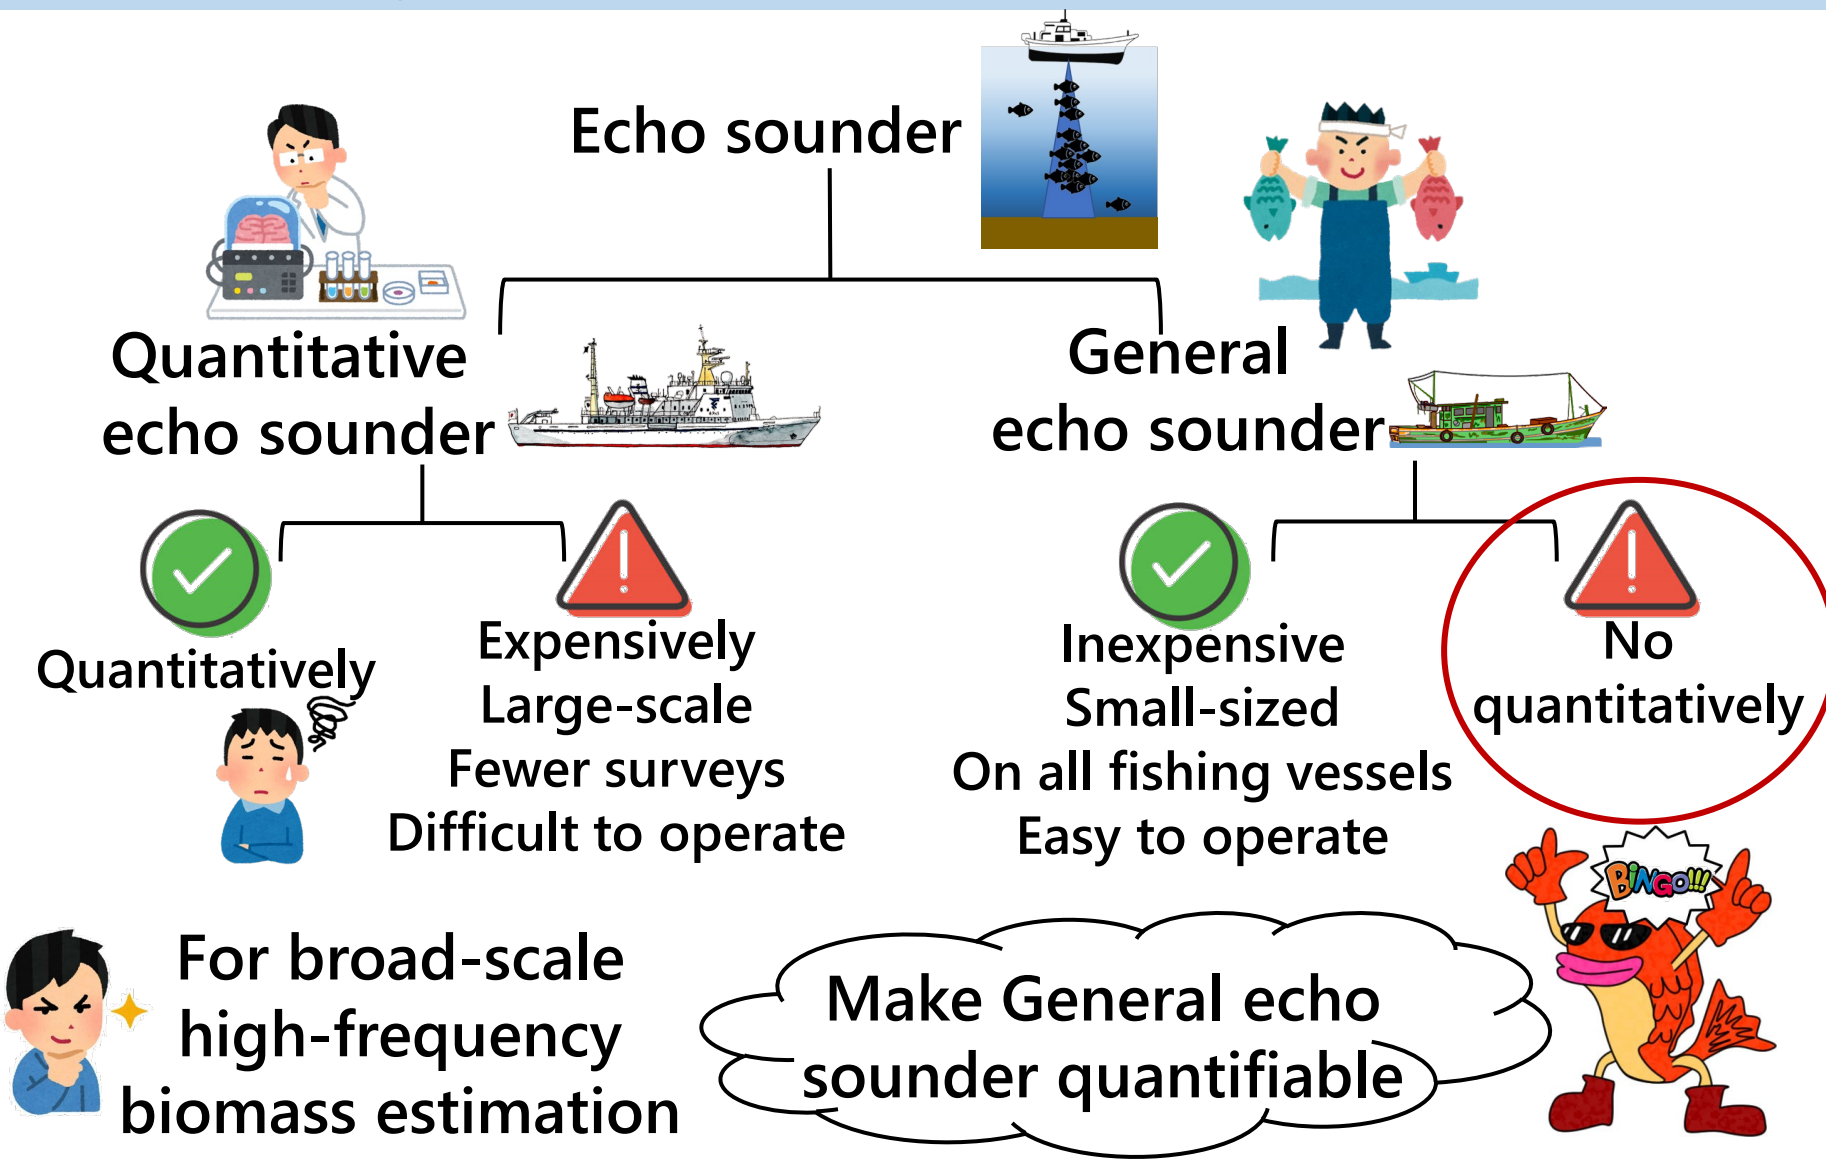 Echo sounder
Quantitative
echo sounder
General
echo sounder
Quantitatively
Expensively
Large-scale
Fewer surveys
Difficult to operate
Inexpensive
Small-sized
On all fishing vessels
Easy to operate
No
quantitatively
BiNGO!!!
For broad-scale
high-frequency
biomass estimation
Make General echo
sounder quantifiable